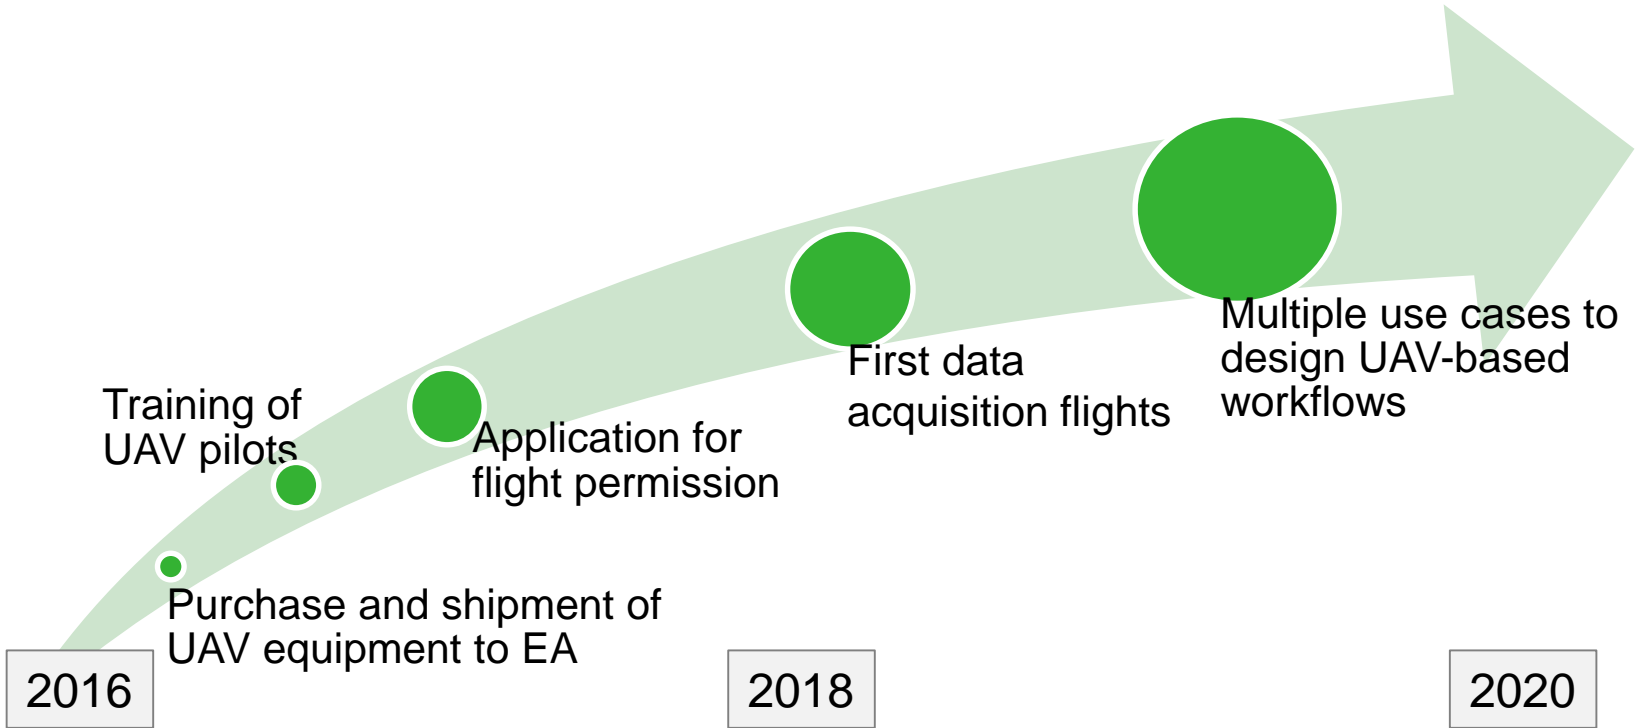 Training of
UAV pilots
Purchase and shipment of
UAV equipment to EA
Application for
flight permission
First data
acquisition flights
Multiple use cases to
design UAV-based
workflows
2016
2018
2020